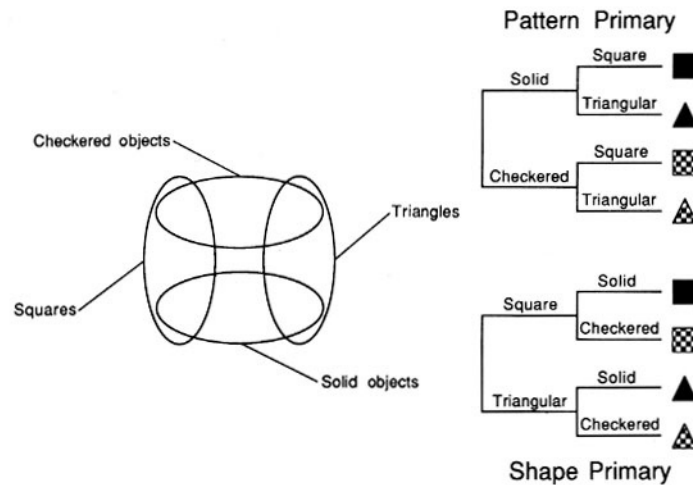 Pattern Primary
Square
Solid
Triangular
Square
Checkered
Triangular
Checkered objects
Triangles
Squares
Solid objects
Solid
Square
Checkered
Solid
Triangular
Checkered
Shape Primary